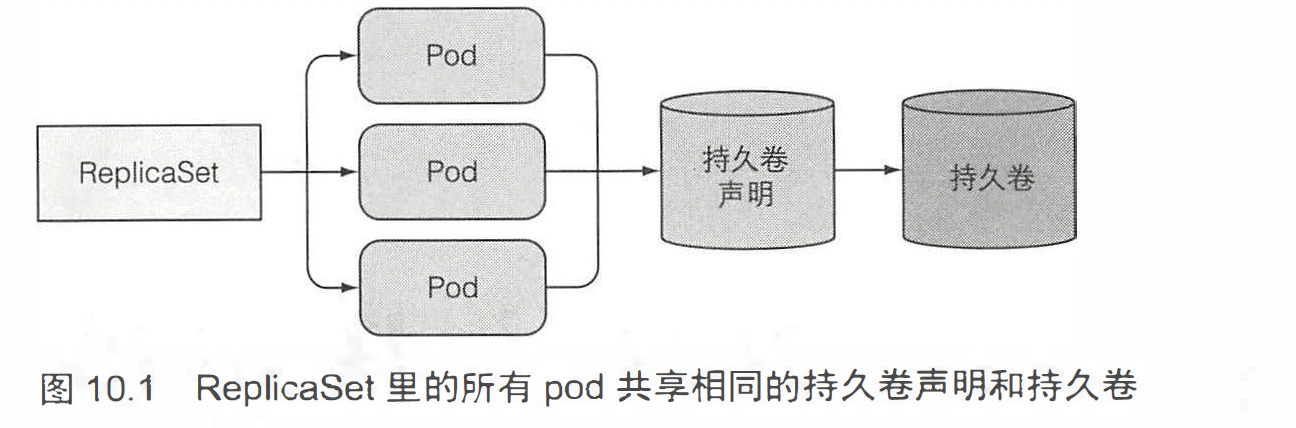 Pod
ReplicaSet
Pod
Pod
持久卷
声明
持久卷
图 10.1 ReplicaSet 里的所有 pod 共享相同的持久卷声明和持久卷